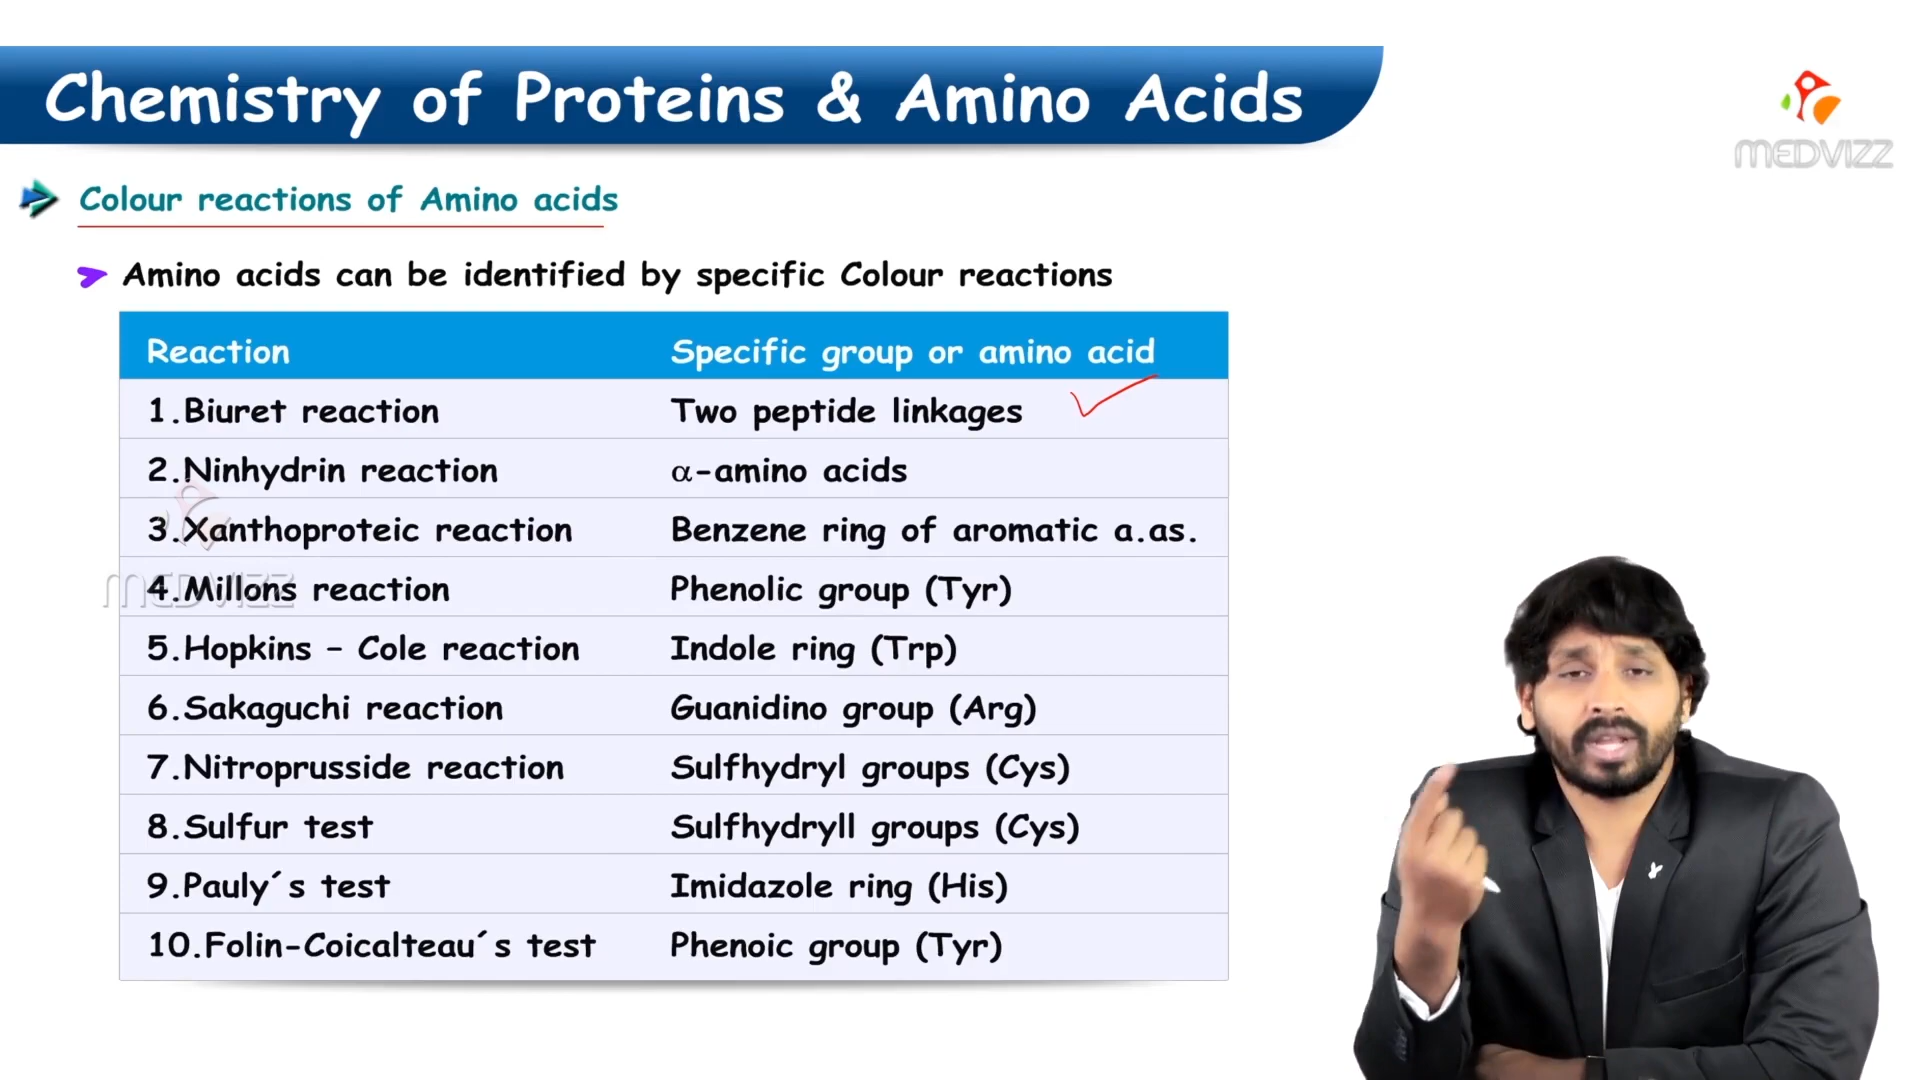 Chemistry of Proteins & Amino Acids
MEDVIZZ
Colour reactions of Amino acids
Amino acids can be identified by specific Colour reactions
Reaction Specific group or amino acid
1.Biuret reaction Two peptide linkages
2.Ninhydrin reaction α-amino acids
3.Xanthoproteic reaction Benzene ring of aromatic a.as.
4.Millons reaction Phenolic group (Tyr)
MEDVIZZ
5.Hopkins – Cole reaction Indole ring (Trp)
6.Sakaguchi reaction Guanidino group (Arg)
7.Nitroprusside reaction Sulfhydryl groups (Cys)
8.Sulfur test Sulfhydryll groups (Cys)
9.Pauly´s test Imidazole ring (His)
10.Folin-Coicalteau´s test Phenoic group (Tyr)